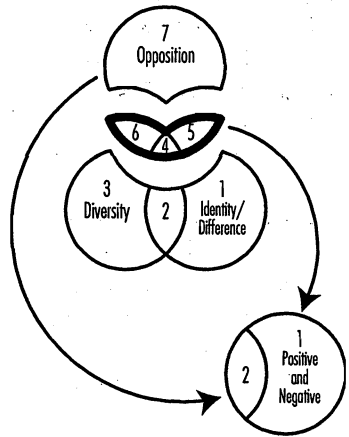 7
Opposition
6
4
5
3
Diversity
2
1
Identity/
Difference
2
1
Positive
and
Negative